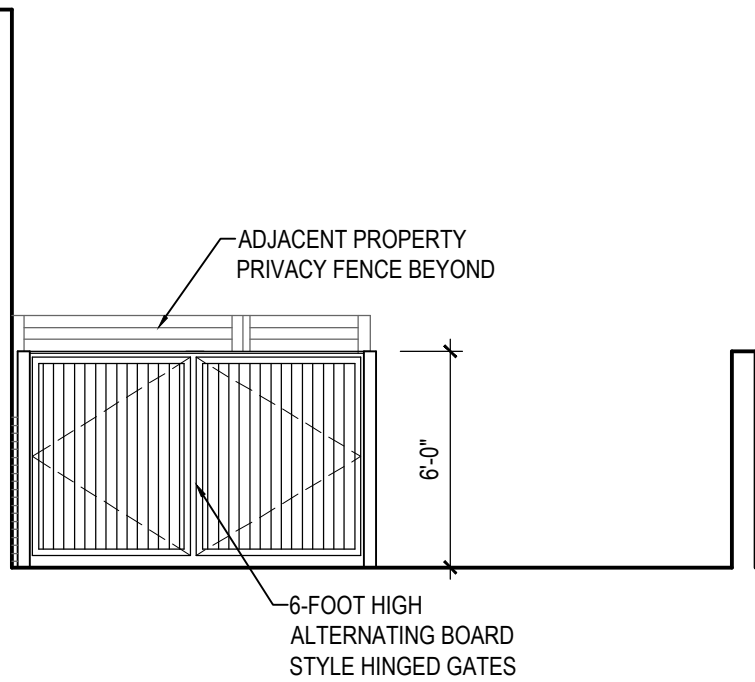 ADJACENT PROPERTY
PRIVACY FENCE BEYOND
6'-0"
6-FOOT HIGH
ALTERNATING BOARD
STYLE HINGED GATES